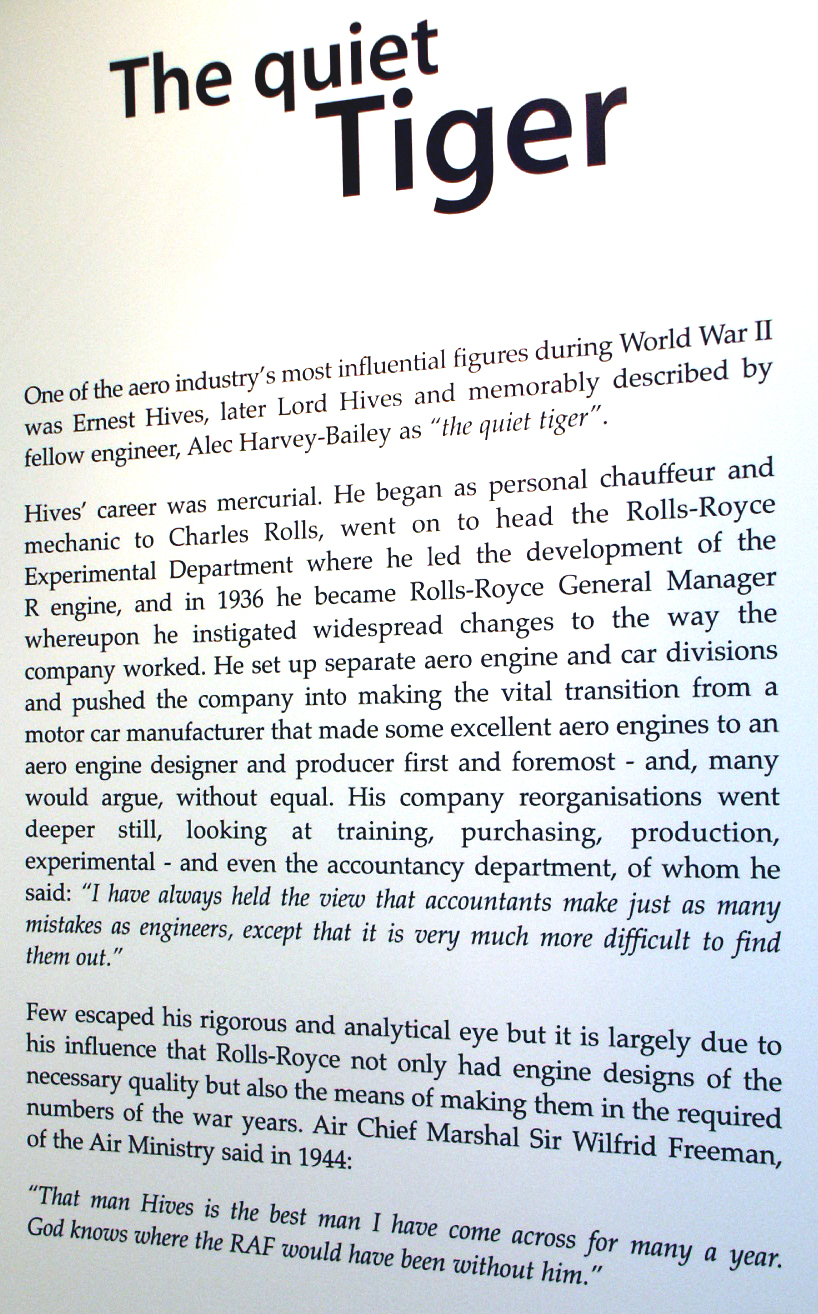 The quiet
Tiger
One of the aero industry's most influential figures during World War II
was Ernest Hives, later Lord Hives and memorably described by
fellow engineer, Alec Harvey-Bailey as "the quiet tiger".
Hives' career was mercurial. He began as personal chauffeur and
mechanic to Charles Rolls, went on to head the Rolls-Royce
Experimental Department where he led the development of the
R engine, and in 1936 he became Rolls-Royce General Manager
whereupon he instigated widespread changes to the way the
company worked. He set up separate aero engine and car divisions
and pushed the company into making the vital transition from a
motor car manufacturer that made some excellent aero engines to an
aero engine designer and producer first and foremost - and, many
would argue, without equal. His company reorganisations went
deeper still, looking at training, purchasing, production,
experimental - and even the accountancy department, of whom he
said: "I have always held the view that accountants make just as many
mistakes as engineers, except that it is very much more difficult to find
them out."
Few escaped his rigorous and analytical eye but it is largely due to
his influence that Rolls-Royce not only had engine designs of the
necessary quality but also the means of making them in the required
numbers of the war years. Air Chief Marshal Sir Wilfrid Freeman,
of the Air Ministry said in 1944:
"That man Hives is the best man I have come across for many a year.
God knows where the RAF would have been without him."